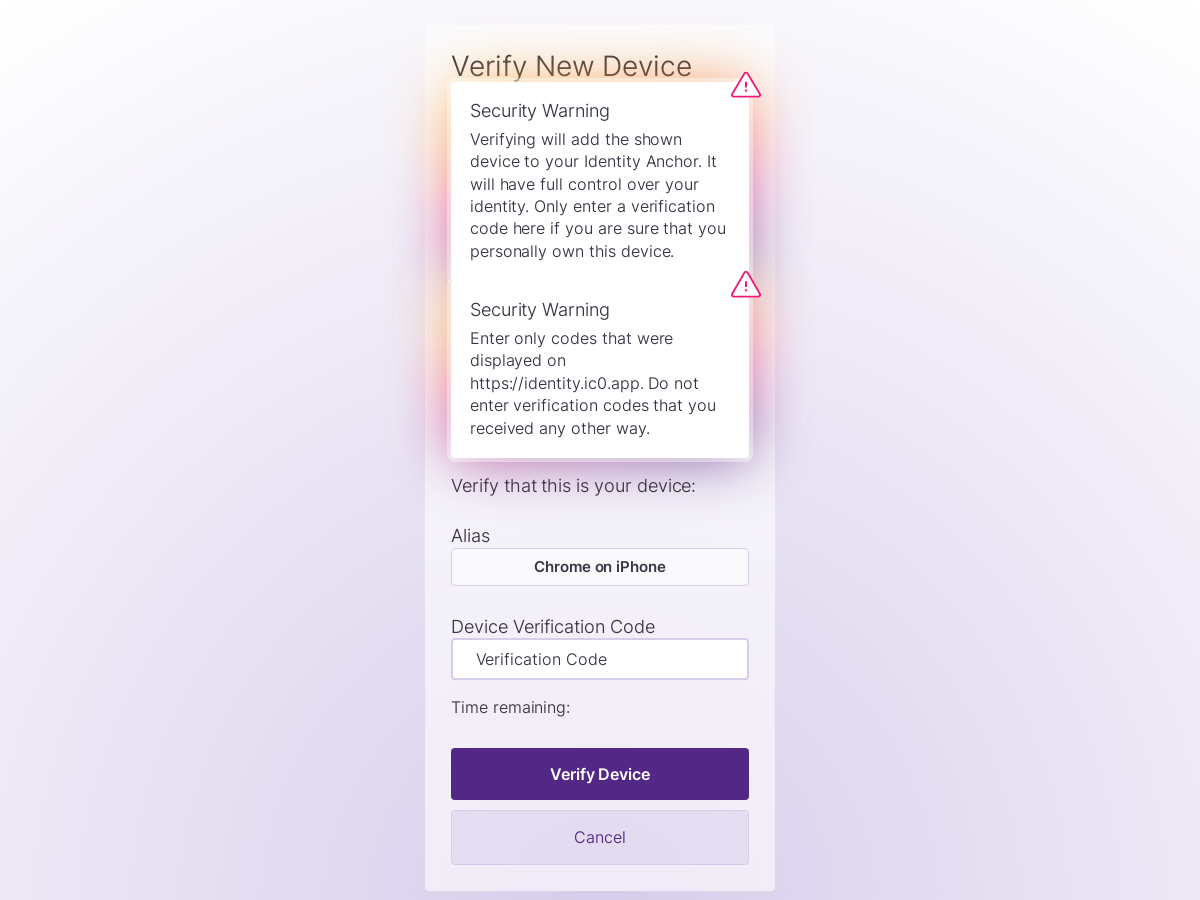 Verify New Device
Security Warning
Verifying will add the shown
device to your Identity Anchor. It
will have full control over your
identity. Only enter a verification
code here if you are sure that you
personally own this device.
Security Warning
Enter only codes that were
displayed on
https://identity.ic0.app. Do not
enter verification codes that you
received any other way.
Verify that this is your device:
Alias
Chrome on iPhone
Device Verification Code
Verification Code
Time remaining:
Verify Device
Cancel